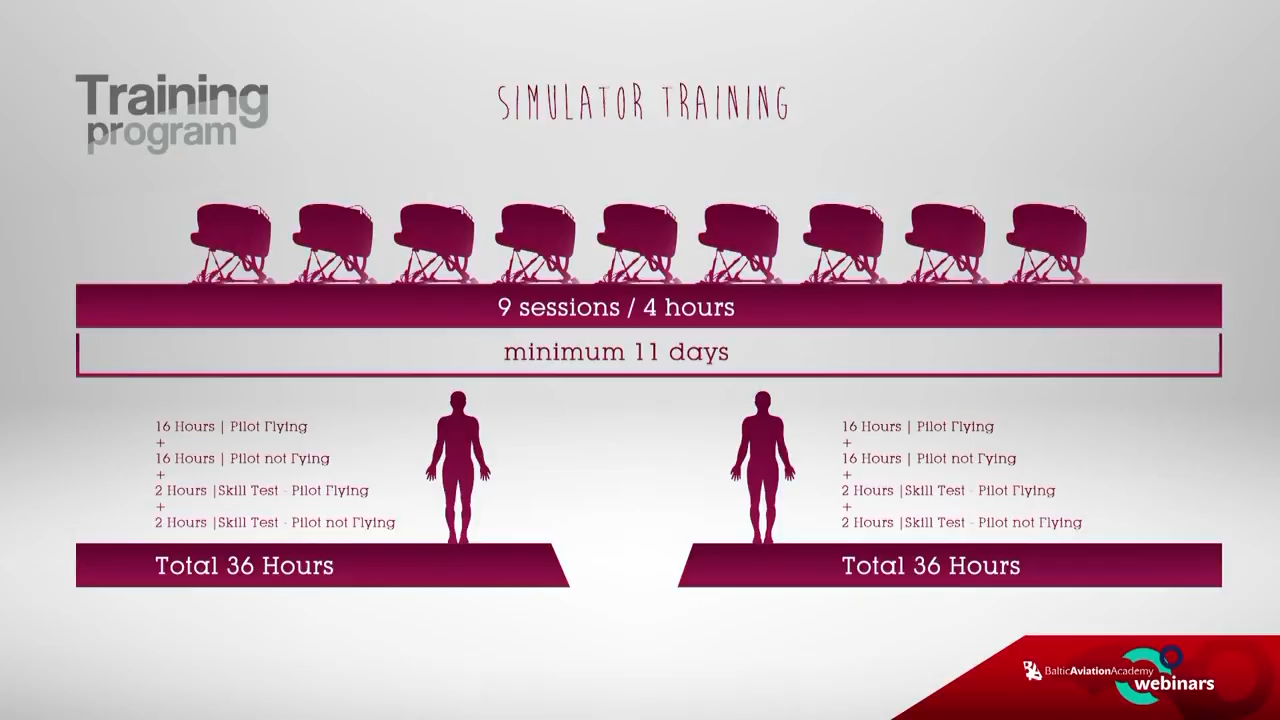 Training
program
SIMULATOR TRAINING
9 sessions / 4 hours
minimum 11 days
16 Hours | Pilot Flying
+
16 Hours | Pilot not Fying
+
2 Hours |Skill Test - Pilot Flying
+
2 Hours |Skill Test - Pilot not Flying
Total 36 Hours
16 Hours | Pilot Flying
+
16 Hours | Pilot not Fying
+
2 Hours |Skill Test - Pilot Flying
+
2 Hours |Skill Test - Pilot not Flying
Total 36 Hours
BalticAviationAcademy
webinars